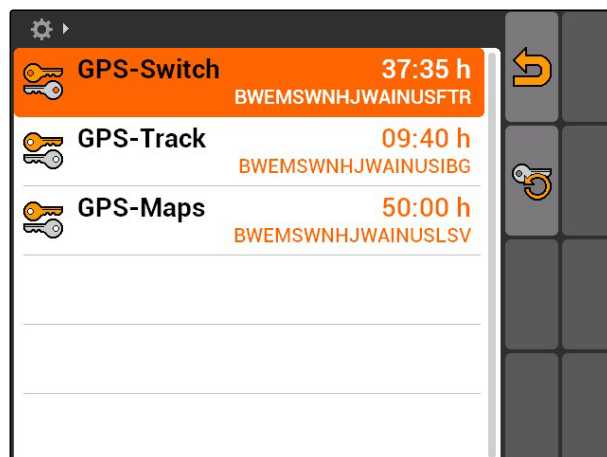 GPS-Switch 37:35 h
BWEMSWNHJWAINUSFTR
GPS-Track 09:40 h
BWEMSWNHJWAINUSIBG
GPS-Maps 50:00 h
BWEMSWNHJWAINUSLSV